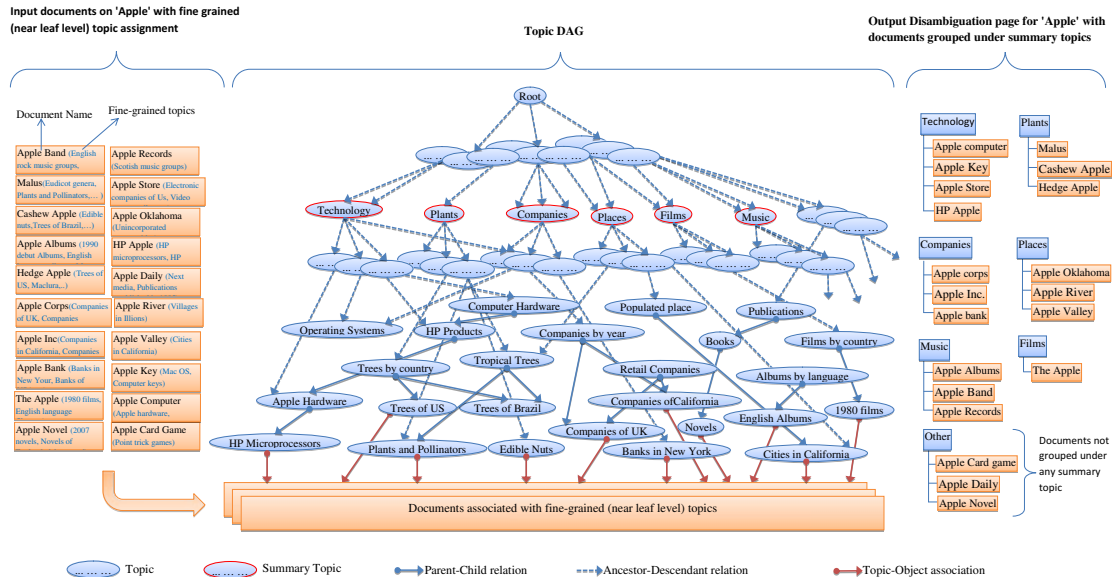 Input documents on 'Apple' with fine grained
(near leaf level) topic assignment
Topic DAG
Output Disambiguation page for 'Apple' with
documents grouped under summary topics
Document Name
Fine-grained topics
Apple Band (English
rock music groups,
Malus(Eudicot genera,
Plants and Pollinators,… )
Cashew Apple (Edible
nuts,Trees of Brazil,…)
Apple Albums (1990
debut Albums, English
Hedge Apple (Trees of
US, Maclura,..)
Apple Corps(Companies
of UK, Companies
Apple Inc(Companies
in California, Companies
Apple Bank (Banks in
New Your, Banks of
The Apple (1980 films,
English language
Apple Novel (2007
novels, Novels of
Apple Records
(Scotish music groups)
Apple Store (Electronic
companies of Us, Video
Apple Oklahoma
(Unincorporated
HP Apple (HP
microprocessors, HP
Apple Daily (Next
media, Publications
Apple River (Villages
in Illions)
Apple Valley (Cities
in California)
Apple Key (Mac OS,
Computer keys)
Apple Computer
(Apple hardware,
Apple Card Game
(Point trick games)
Root
... ... ...
... ... ...
... ... ...
... ... ...
Technology
Plants
Companies
Places
Films
Music
... ... ...
... ... ...
... ... ...
... ... ...
Computer Hardware
Populated place
Publications
Operating Systems
HP Products
Companies by year
Books
Films by country
Trees by country
Tropical Trees
Retail Companies
Albums by language
Apple Hardware
Trees of US
Trees of Brazil
Companies ofCalifornia
English Albums
1980 films
HP Microprocessors
Plants and Pollinators
Edible Nuts
Companies of UK
Novels
Banks in New York
Cities in California
Documents associated with fine-grained (near leaf level) topics
Technology
Apple computer
Apple Key
Apple Store
HP Apple
Plants
Malus
Cashew Apple
Hedge Apple
Companies
Apple corps
Apple Inc.
Apple bank
Places
Apple Oklahoma
Apple River
Apple Valley
Music
Apple Albums
Apple Band
Apple Records
Films
The Apple
Other
Apple Card game
Apple Daily
Apple Novel
Documents not
grouped under
any summary
topic
Topic
... ... ...
Summary Topic
Parent-Child relation
Ancestor-Descendant relation
Topic-Object association